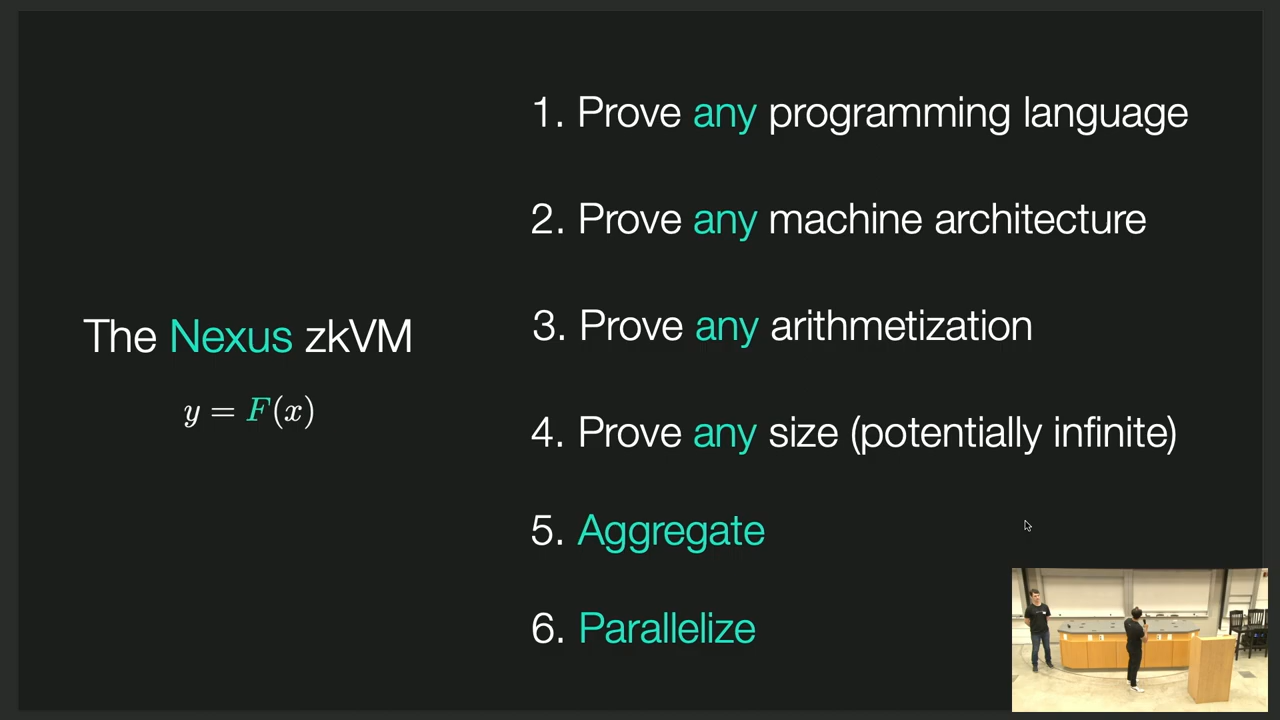 The Nexus zkVM
y = F(x)
1. Prove any programming language
2. Prove any machine architecture
3. Prove any arithmetization
4. Prove any size (potentially infinite)
5. Aggregate
6. Parallelize